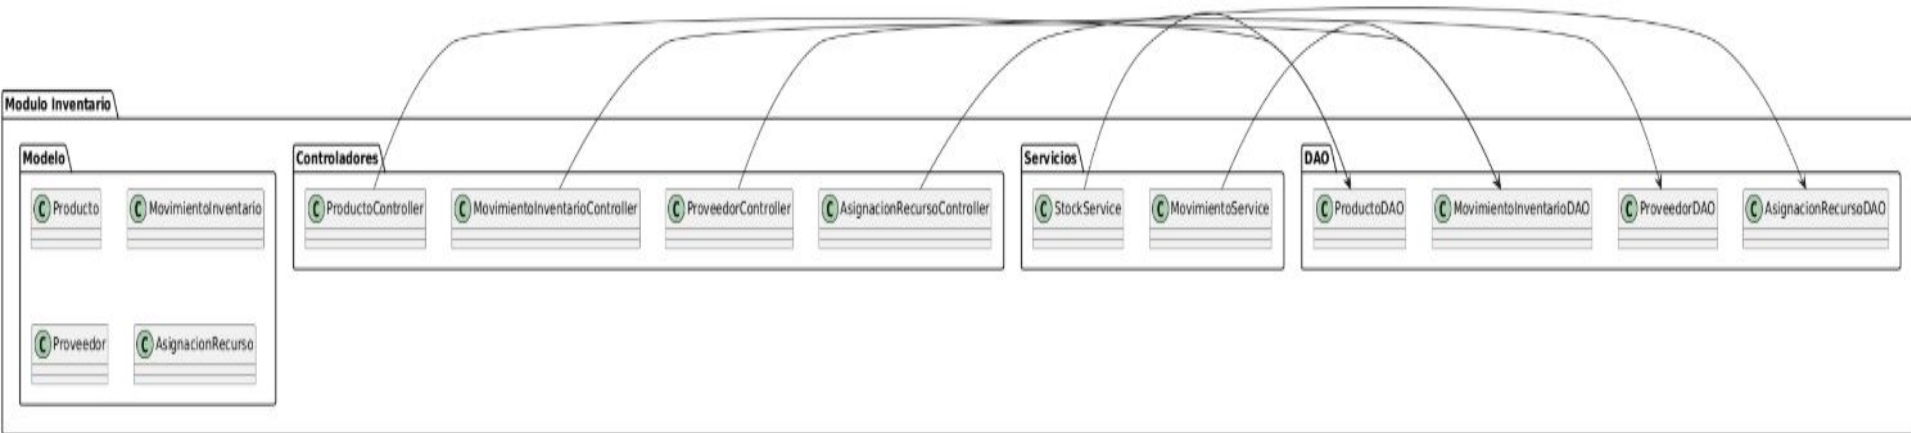 Modulo Inventario
Modelo
Controladores
Servicios
DAO
C Producto
C MovimientoInventario
C ProductoController
C MovimientoInventarioController
C ProveedorController
C AsignacionRecursoController
C StockService
C MovimientoService
C ProductoDAO
C MovimientoInventarioDAO
C ProveedorDAO
C AsignacionRecursoDAO
C Proveedor
C AsignacionRecurso